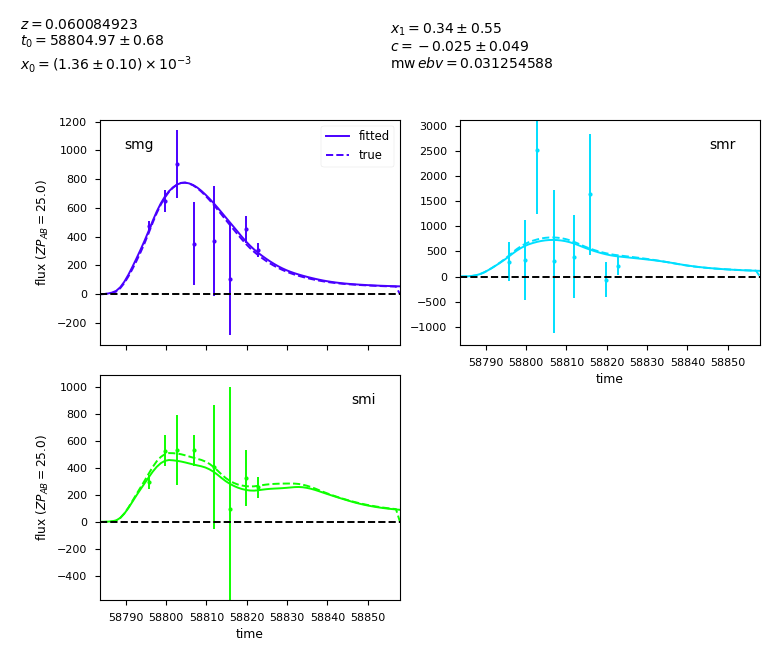 z = 0.060084923
t₀ = 58804.97 ± 0.68
x₀ = (1.36 ± 0.10) × 10⁻³
x₁ = 0.34 ± 0.55
c = −0.025 ± 0.049
mw ebv = 0.031254588
smg
fitted
true
1200
1000
800
600
400
200
0
−200
flux (ZP_AB = 25.0)
smr
3000
2500
2000
1500
1000
500
0
−500
−1000
58790 58800 58810 58820 58830 58840 58850
time
smi
1000
800
600
400
200
0
−200
−400
flux (ZP_AB = 25.0)
58790 58800 58810 58820 58830 58840 58850
time